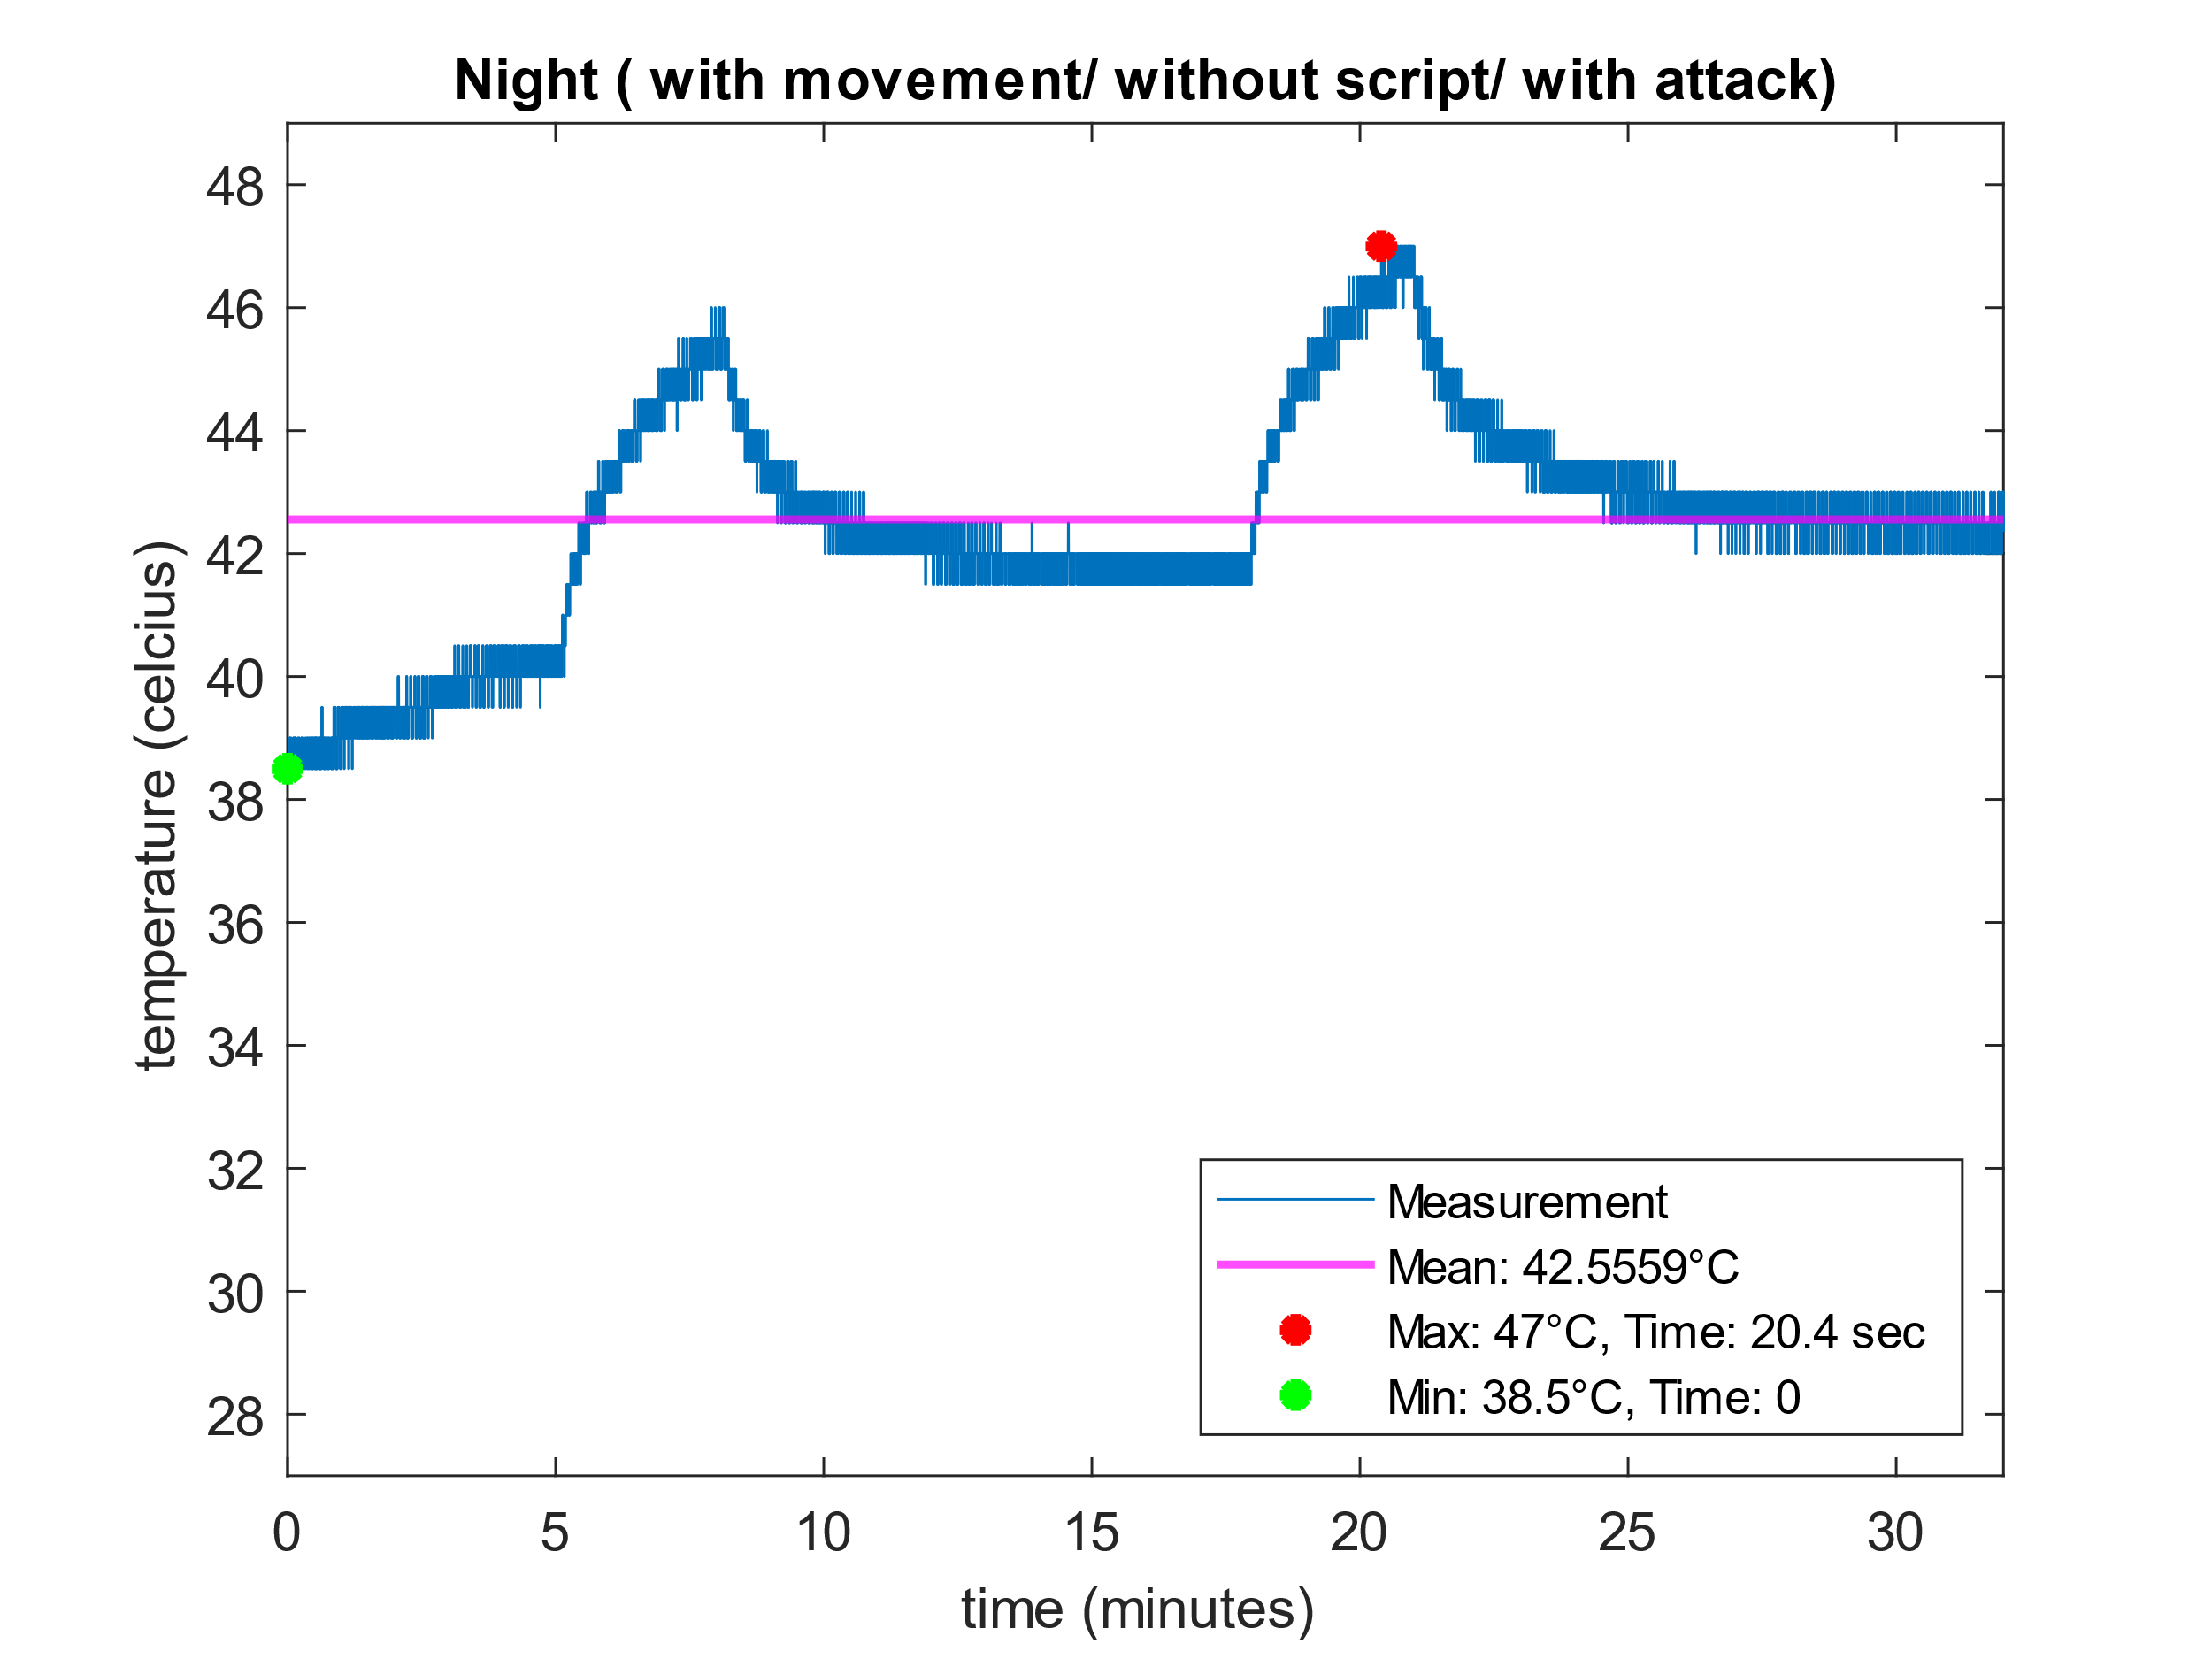 Night ( with movement/ without script/ with attack)
temperature (celcius)
48
46
44
42
40
38
36
34
32
30
28
Measurement
Mean: 42.5559°C
Max: 47°C, Time: 20.4 sec
Min: 38.5°C, Time: 0
0 5 10 15 20 25 30
time (minutes)